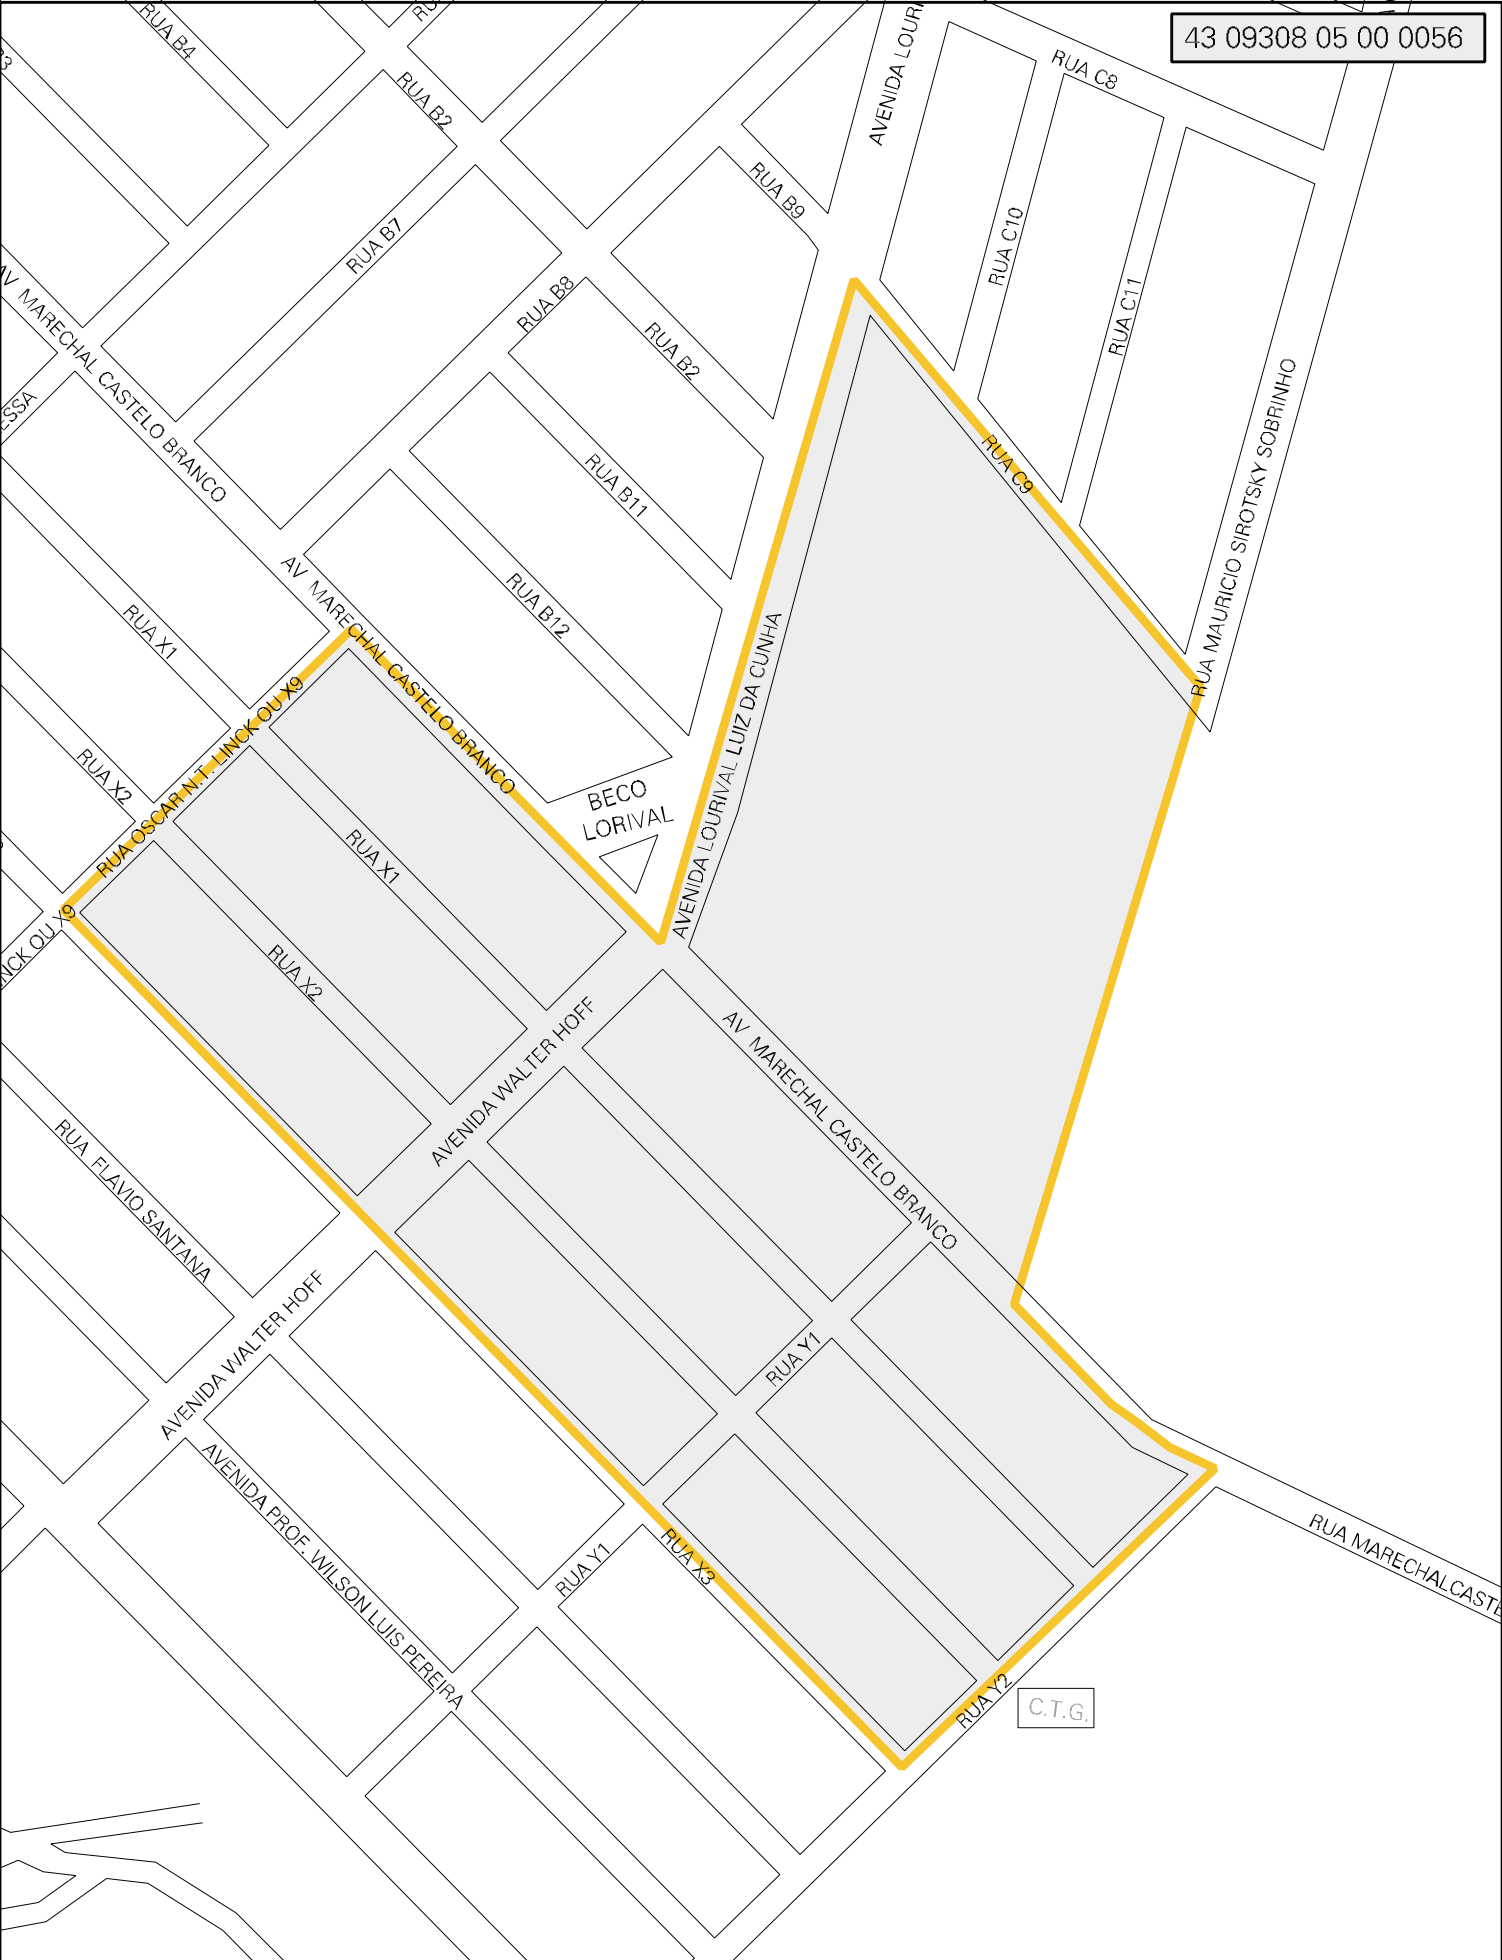 43 09308 05 00 0056
RUA B4
RUA B2
RUA C8
RUA B9
RUA B7
RUA C10
RUA C11
RUA B8
RUA B2
AV MARECHAL CASTELO BRANCO
RUA MAURICIO SIROTSKY SOBRINHO
RUA C9
RUA B11
RUA B12
AV MARECHAL CASTELO BRANCO
RUA X1
RUA OSCAR N.T. LINCK OU X9
AVENIDA LOURIVAL LUIZ DA CUNHA
RUA X2
BECO
LORIVAL
RUA X1
RUA X2
AVENIDA WALTER HOFF
AV MARECHAL CASTELO BRANCO
RUA FLAVIO SANTANA
AVENIDA WALTER HOFF
RUA Y1
AVENIDA PROF. WILSON LUIS PEREIRA
RUA Y1
RUA X3
RUA MARECHALCASTE
RUA Y2
C.T.G.
AVENIDA LOURI
NCK OU X9
ESSA